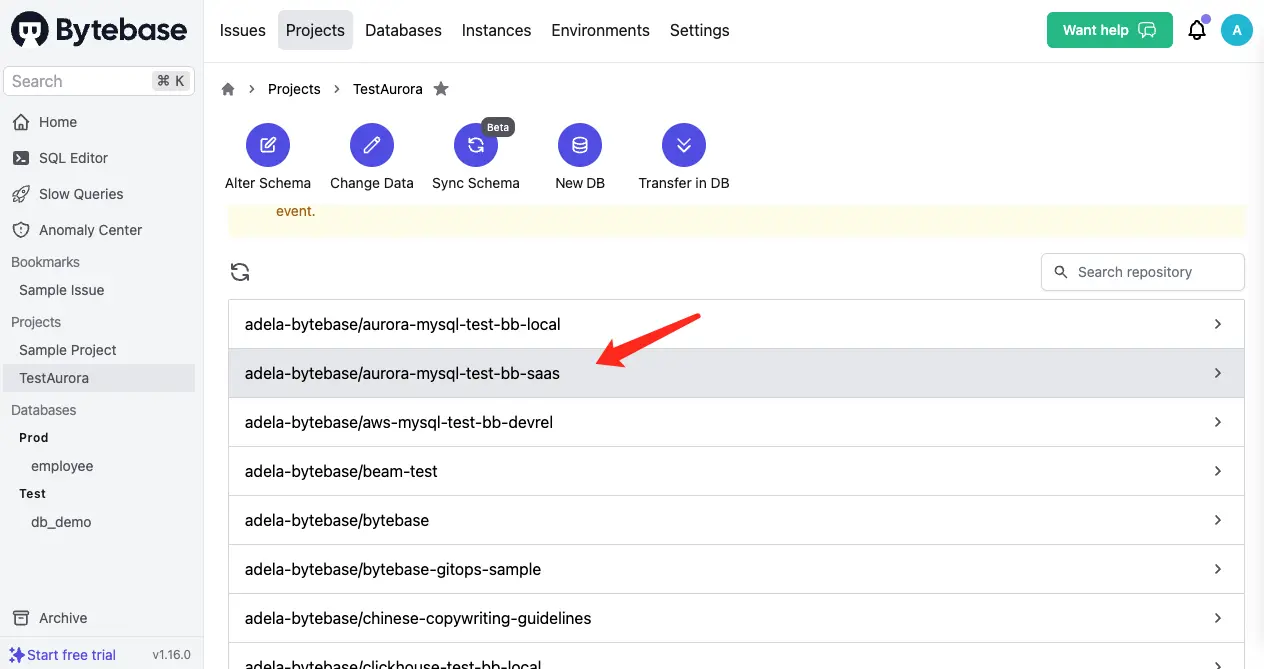 Bytebase
Issues
Projects
Databases
Instances
Environments
Settings
Want help
A
Search
⌘ K
Home
SQL Editor
Slow Queries
Anomaly Center
Bookmarks
Sample Issue
Projects
Sample Project
TestAurora
Databases
Prod
employee
Test
db_demo
Archive
Start free trial
v1.16.0
Projects > TestAurora
Beta
Alter Schema
Change Data
Sync Schema
New DB
Transfer in DB
event.
Search repository
adela-bytebase/aurora-mysql-test-bb-local
adela-bytebase/aurora-mysql-test-bb-saas
adela-bytebase/aws-mysql-test-bb-devrel
adela-bytebase/beam-test
adela-bytebase/bytebase
adela-bytebase/bytebase-gitops-sample
adela-bytebase/chinese-copywriting-guidelines
adela-bytebase/clickhouse-test-bb-local